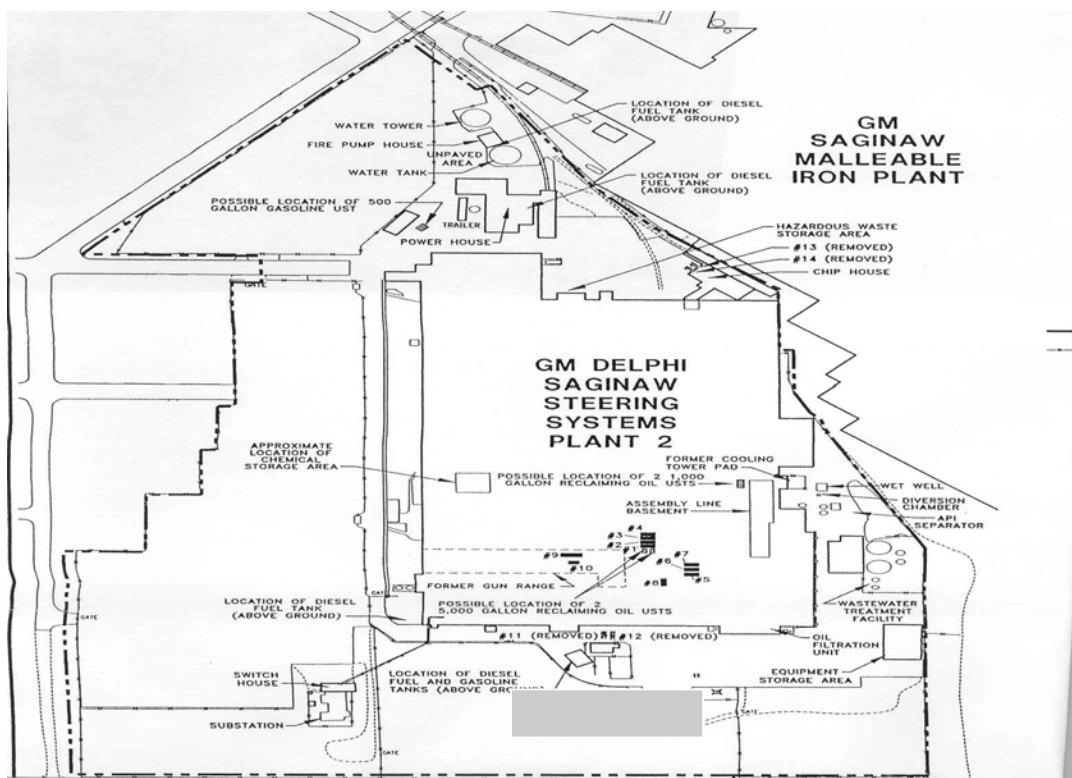 LOCATION OF DIESEL
FUEL TANK
(ABOVE GROUND)
GM
SAGINAW
MALLEABLE
IRON PLANT
WATER TOWER
FIRE PUMP HOUSE
UNPAVED
AREA
WATER TANK
LOCATION OF DIESEL
FUEL TANK
(ABOVE GROUND)
POSSIBLE LOCATION OF 500
GALLON GASOLINE UST
TRAILER
POWER HOUSE
HAZARDOUS WASTE
STORAGE AREA
#13 (REMOVED)
#14 (REMOVED)
CHIP HOUSE
GATE
GM DELPHI
SAGINAW
STEERING
SYSTEMS
PLANT 2
APPROXIMATE
LOCATION OF
CHEMICAL
STORAGE AREA
POSSIBLE LOCATION OF 2 1,000
GALLON RECLAIMING OIL USTS
FORMER COOLING
TOWER PAD
WET WELL
DIVERSION
CHAMBER
API
SEPARATOR
ASSEMBLY LINE
BASEMENT
#4
#3
#2
#1
#9
#10
#7
#6
#5
#8
FORMER GUN RANGE
POSSIBLE LOCATION OF 2
5,000 GALLON RECLAIMING OIL USTS
LOCATION OF DIESEL
FUEL TANK
(ABOVE GROUND)
GATE
WASTEWATER
TREATMENT
FACILITY
#11 (REMOVED)
#12 (REMOVED)
OIL
FILTRATION
UNIT
EQUIPMENT
STORAGE AREA
SWITCH
HOUSE
LOCATION OF DIESEL
FUEL AND GASOLINE
TANKS (ABOVE
SUBSTATION
GATE
GATE